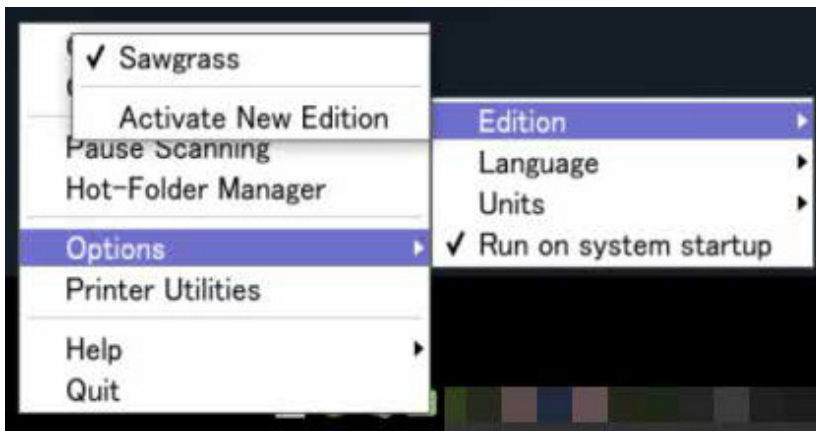 ✓ Sawgrass
Activate New Edition
Pause Scanning
Hot-Folder Manager
Options
Printer Utilities
Help
Quit
Edition
Language
Units
✓ Run on system startup